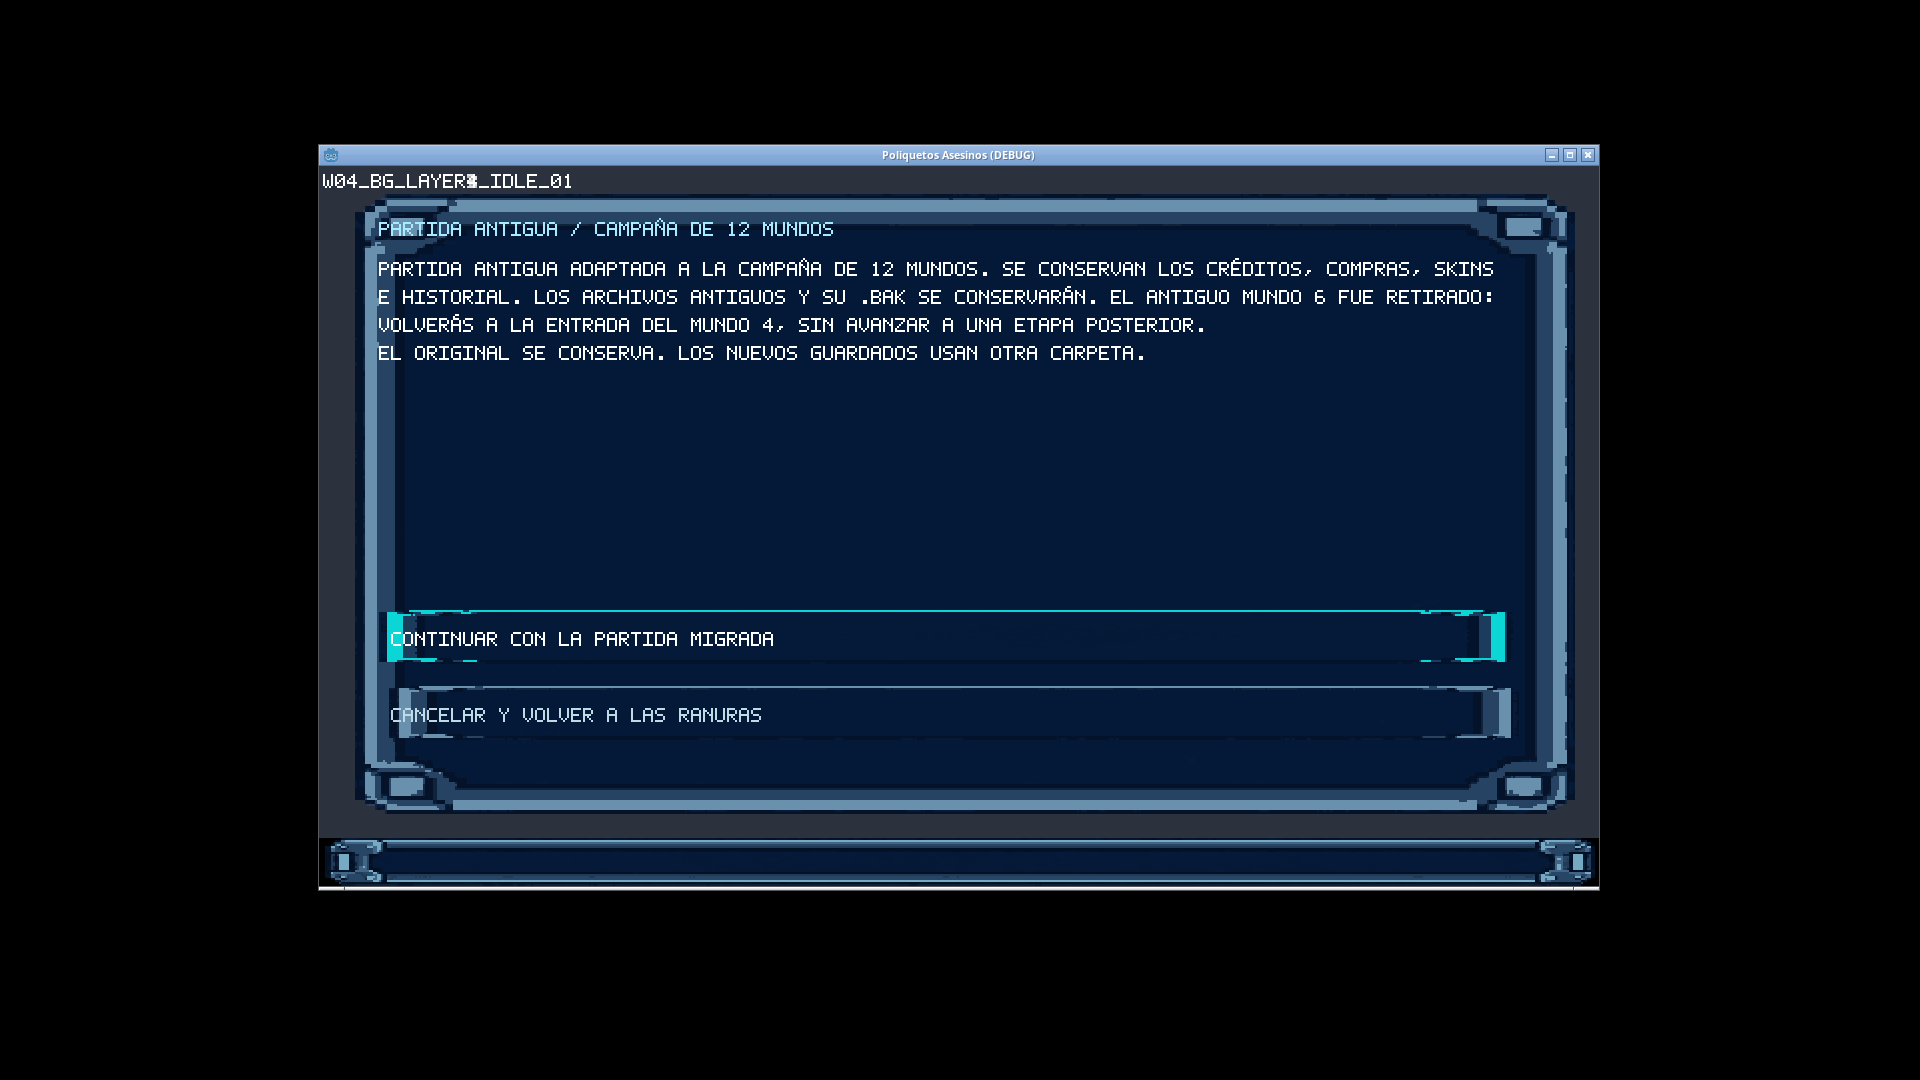 Poliquetos Asesinos (DEBUG)
W04_BG_LAYER_IDLE_01
PARTIDA ANTIGUA / CAMPAÑA DE 12 MUNDOS
PARTIDA ANTIGUA ADAPTADA A LA CAMPAÑA DE 12 MUNDOS. SE CONSERVAN LOS CRÉDITOS, COMPRAS, SKINS
E HISTORIAL. LOS ARCHIVOS ANTIGUOS Y SU .BAK SE CONSERVARÁN. EL ANTIGUO MUNDO 6 FUE RETIRADO:
VOLVERÁS A LA ENTRADA DEL MUNDO 4, SIN AVANZAR A UNA ETAPA POSTERIOR.
EL ORIGINAL SE CONSERVA. LOS NUEVOS GUARDADOS USAN OTRA CARPETA.
CONTINUAR CON LA PARTIDA MIGRADA
CANCELAR Y VOLVER A LAS RANURAS